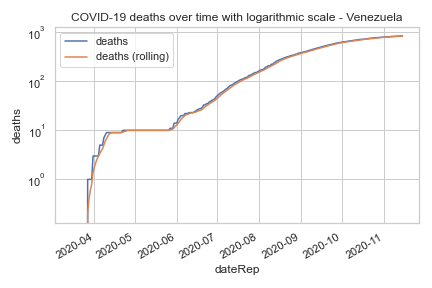 COVID-19 deaths over time with logarithmic scale - Venezuela
deaths
deaths (rolling)
10³
10²
10¹
10⁰
deaths
2020-04
2020-05
2020-06
2020-07
2020-08
2020-09
2020-10
2020-11
dateRep